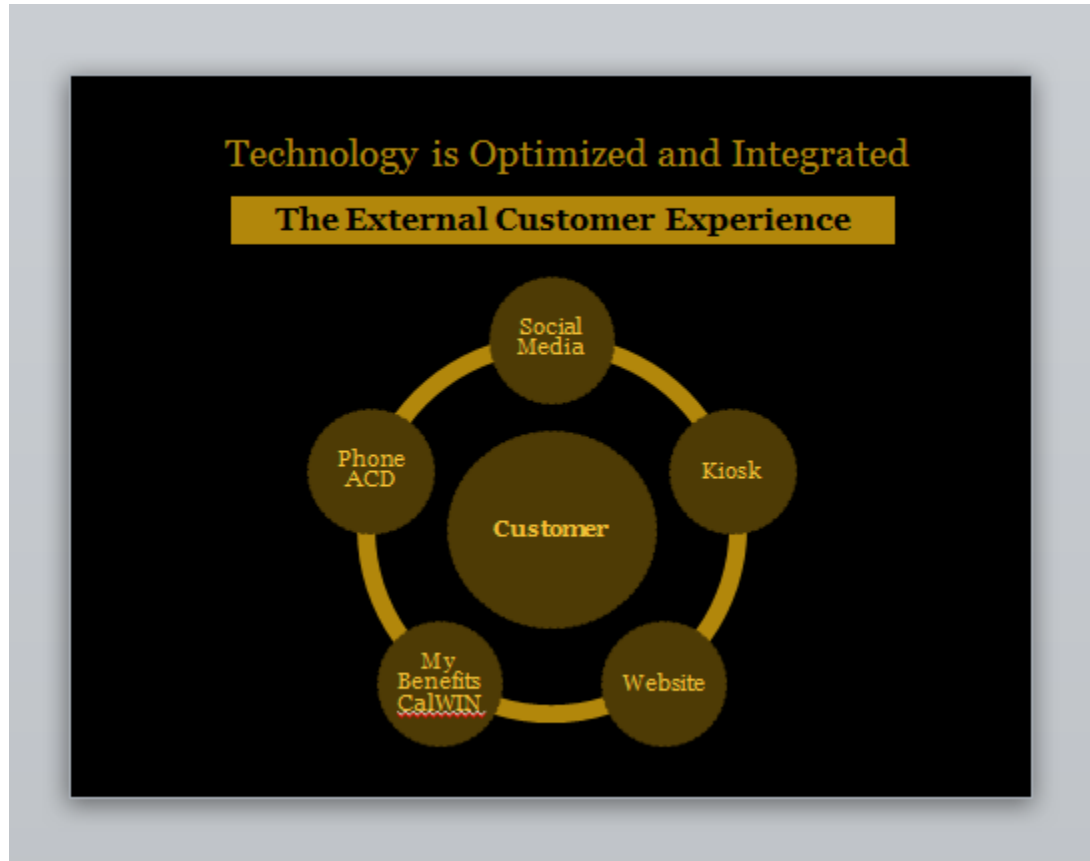 Technology is Optimized and Integrated
The External Customer Experience
Social
Media
Phone
ACD
Kiosk
Customer
My
Benefits
CalWIN
Website